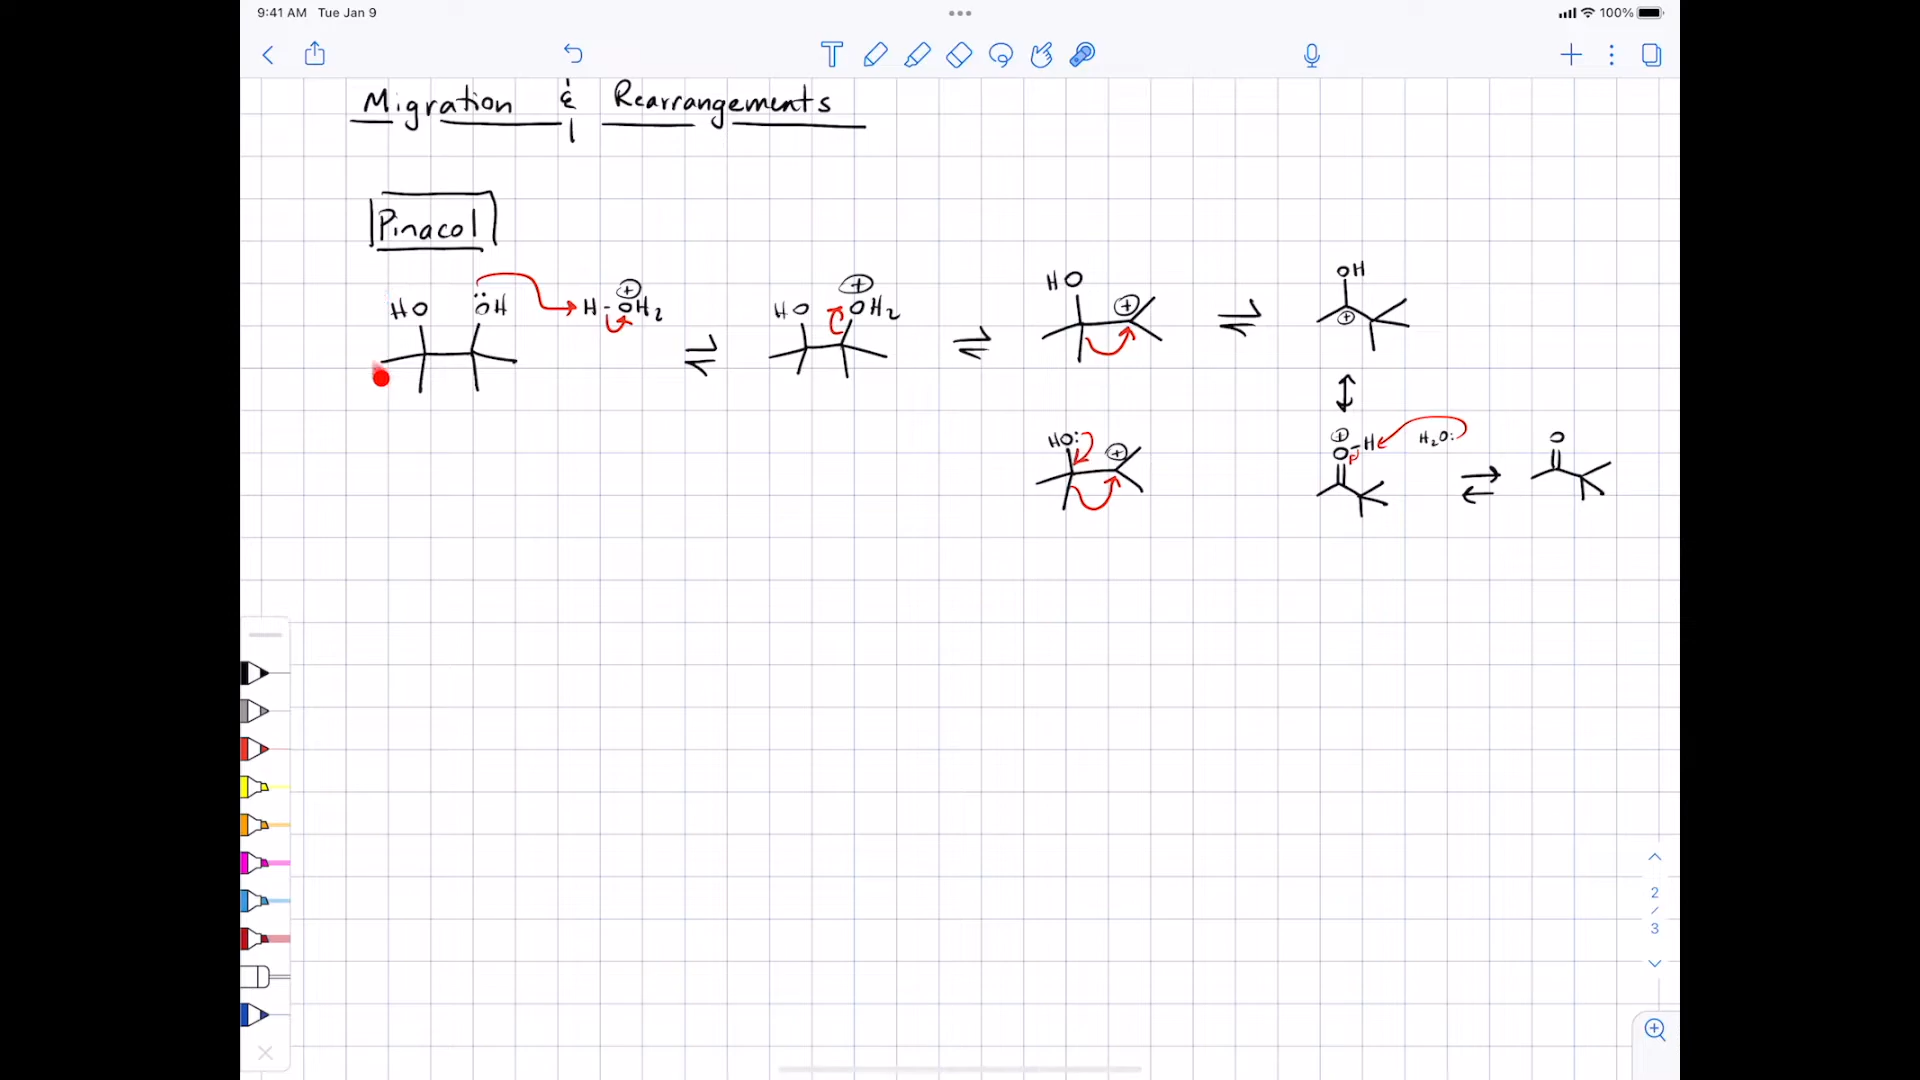 9:41 AM Tue Jan 9
100%
T
Migration & Rearrangements
Pinacol
HO ÖH H-OH₂ ⊕
HO OH₂ ⊕
HO ⊕
OH ⊕
HO: ⊕
⊕ O-H H₂O:
O
2
/
3